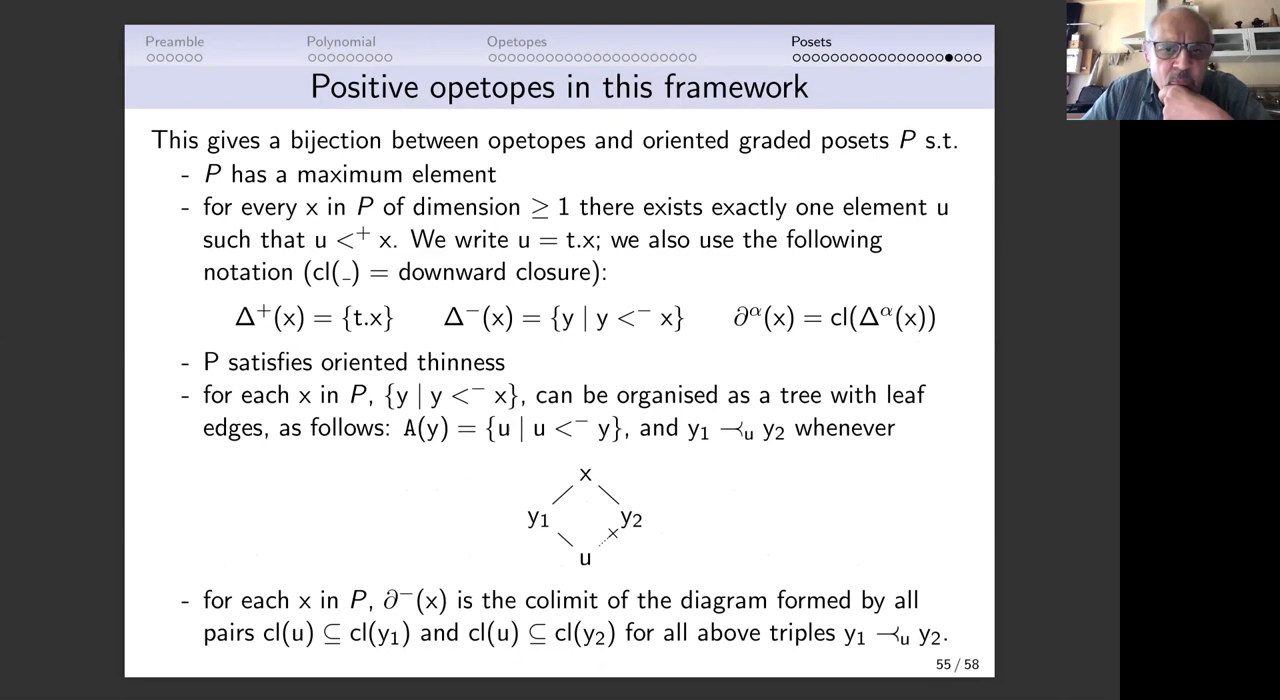 Preamble Polynomial Opetopes Posets
Positive opetopes in this framework
This gives a bijection between opetopes and oriented graded posets P s.t.
- P has a maximum element
- for every x in P of dimension ≥ 1 there exists exactly one element u
such that u <⁺ x. We write u = t.x; we also use the following
notation (cl(_) = downward closure):
Δ⁺(x) = {t.x} Δ⁻(x) = {y | y <⁻ x} ∂^α(x) = cl(Δ^α(x))
- P satisfies oriented thinness
- for each x in P, {y | y <⁻ x}, can be organised as a tree with leaf
edges, as follows: A(y) = {u | u <⁻ y}, and y₁ ⤙ᵤ y₂ whenever
x
y₁ y₂
u
- for each x in P, ∂⁻(x) is the colimit of the diagram formed by all
pairs cl(u) ⊆ cl(y₁) and cl(u) ⊆ cl(y₂) for all above triples y₁ ⤙ᵤ y₂.
55 / 58